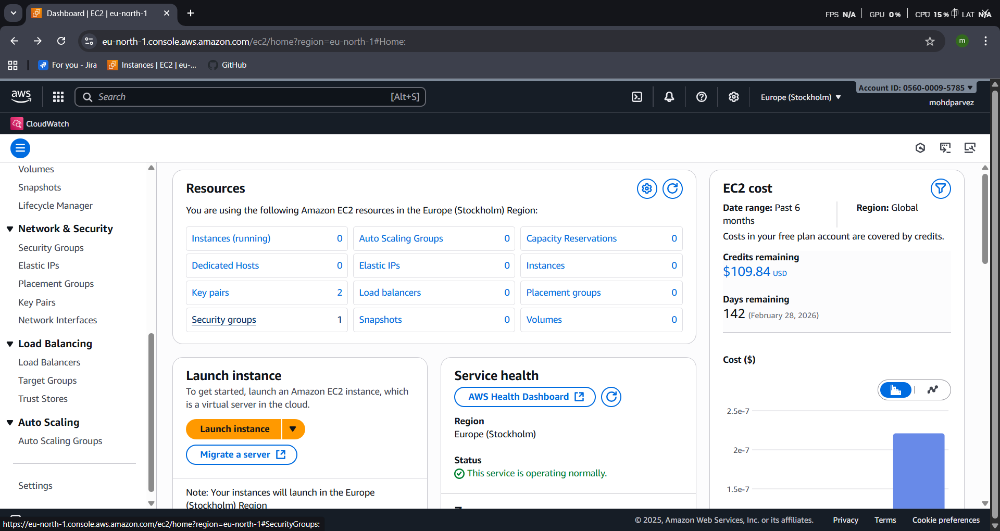 Dashboard | EC2 | eu-north-1
FPS N/A GPU 0% CPU 15% LAT N/A
eu-north-1.console.aws.amazon.com/ec2/home?region=eu-north-1#Home:
m
For you - Jira
Instances | EC2 | eu-...
GitHub
aws
Search
[Alt+S]
Europe (Stockholm)
Account ID: 0560-0009-5785
mohdparvez
CloudWatch
Volumes
Snapshots
Lifecycle Manager
Network & Security
Security Groups
Elastic IPs
Placement Groups
Key Pairs
Network Interfaces
Load Balancing
Load Balancers
Target Groups
Trust Stores
Auto Scaling
Auto Scaling Groups
Settings
Resources
You are using the following Amazon EC2 resources in the Europe (Stockholm) Region:
Instances (running) 0
Auto Scaling Groups 0
Capacity Reservations 0
Dedicated Hosts 0
Elastic IPs 0
Instances 0
Key pairs 2
Load balancers 0
Placement groups 0
Security groups 1
Snapshots 0
Volumes 0
Launch instance
To get started, launch an Amazon EC2 instance, which
is a virtual server in the cloud.
Launch instance
Migrate a server
Note: Your instances will launch in the Europe
(Stockholm) Region
Service health
AWS Health Dashboard
Region
Europe (Stockholm)
Status
This service is operating normally.
EC2 cost
Date range: Past 6
months
Region: Global
Costs in your free plan account are covered by credits.
Credits remaining
$109.84 USD
Days remaining
142 (February 28, 2026)
Cost ($)
2.5e-7
2e-7
1.5e-7
https://eu-north-1.console.aws.amazon.com/ec2/home?region=eu-north-1#SecurityGroups:
© 2025, Amazon Web Services, Inc. or its affiliates.
Privacy
Terms
Cookie preferences